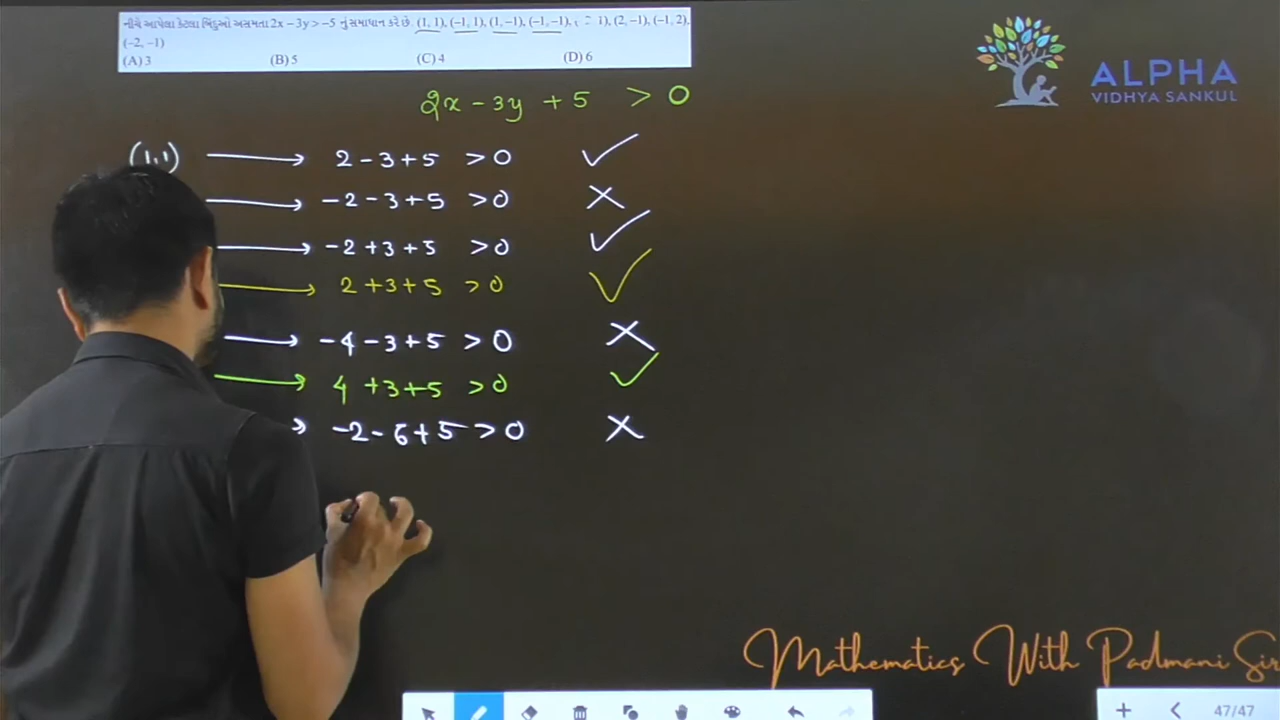 નીચે આપેલા કેટલા બિંદુઓ અસમતા 2x – 3y > –5 નું સમાધાન કરે છે. (1, 1), (–1, 1), (1, –1), (–1, –1), (2, –1), (–1, 2),
(–2, –1)
(A) 3 (B) 5 (C) 4 (D) 6
ALPHA
VIDHYA SANKUL
2x - 3y + 5 > 0
(1,1) → 2 - 3 + 5 > 0 ✓
→ -2 - 3 + 5 > 0 ✗
→ -2 + 3 + 5 > 0 ✓
→ 2 + 3 + 5 > 0 ✓
→ -4 - 3 + 5 > 0 ✗
→ 4 + 3 + 5 > 0 ✓
→ -2 - 6 + 5 > 0 ✗
Mathematics With Padmani Sir
47/47